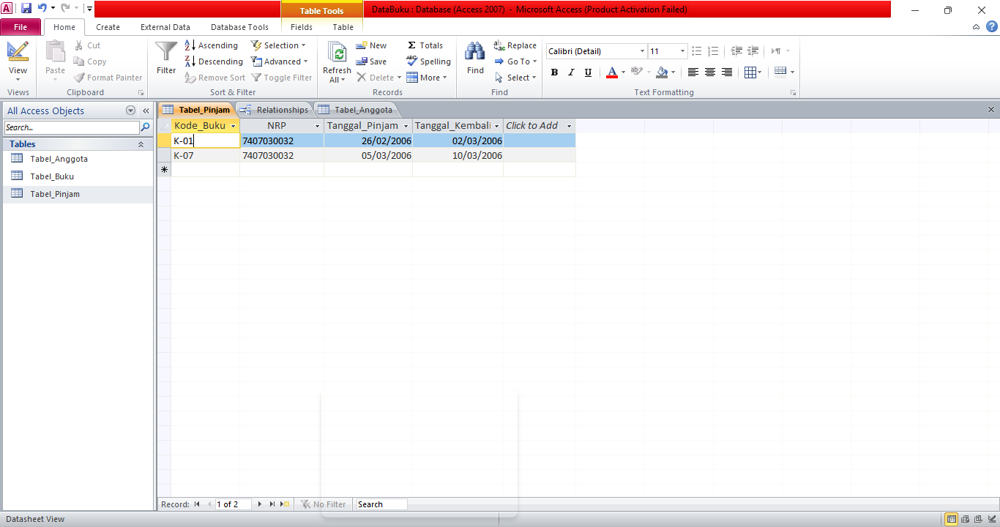 Table Tools
DataBuku : Database (Access 2007) - Microsoft Access (Product Activation Failed)
File Home Create External Data Database Tools Fields Table
View Paste Cut Copy Format Painter
Filter Ascending Descending Remove Sort Selection Advanced Toggle Filter
Refresh All New Save Delete Totals Spelling More
Find Replace Go To Select
Calibri (Detail) 11
B I U A
Views Clipboard Sort & Filter Records Find Text Formatting
All Access Objects
Search...
Tables
Tabel_Anggota
Tabel_Buku
Tabel_Pinjam
Tabel_Pinjam Relationships Tabel_Anggota
Kode_Buku NRP Tanggal_Pinjam Tanggal_Kembali Click to Add
K-01 7407030032 26/02/2006 02/03/2006
K-07 7407030032 05/03/2006 10/03/2006
Record: 1 of 2 No Filter Search
Datasheet View